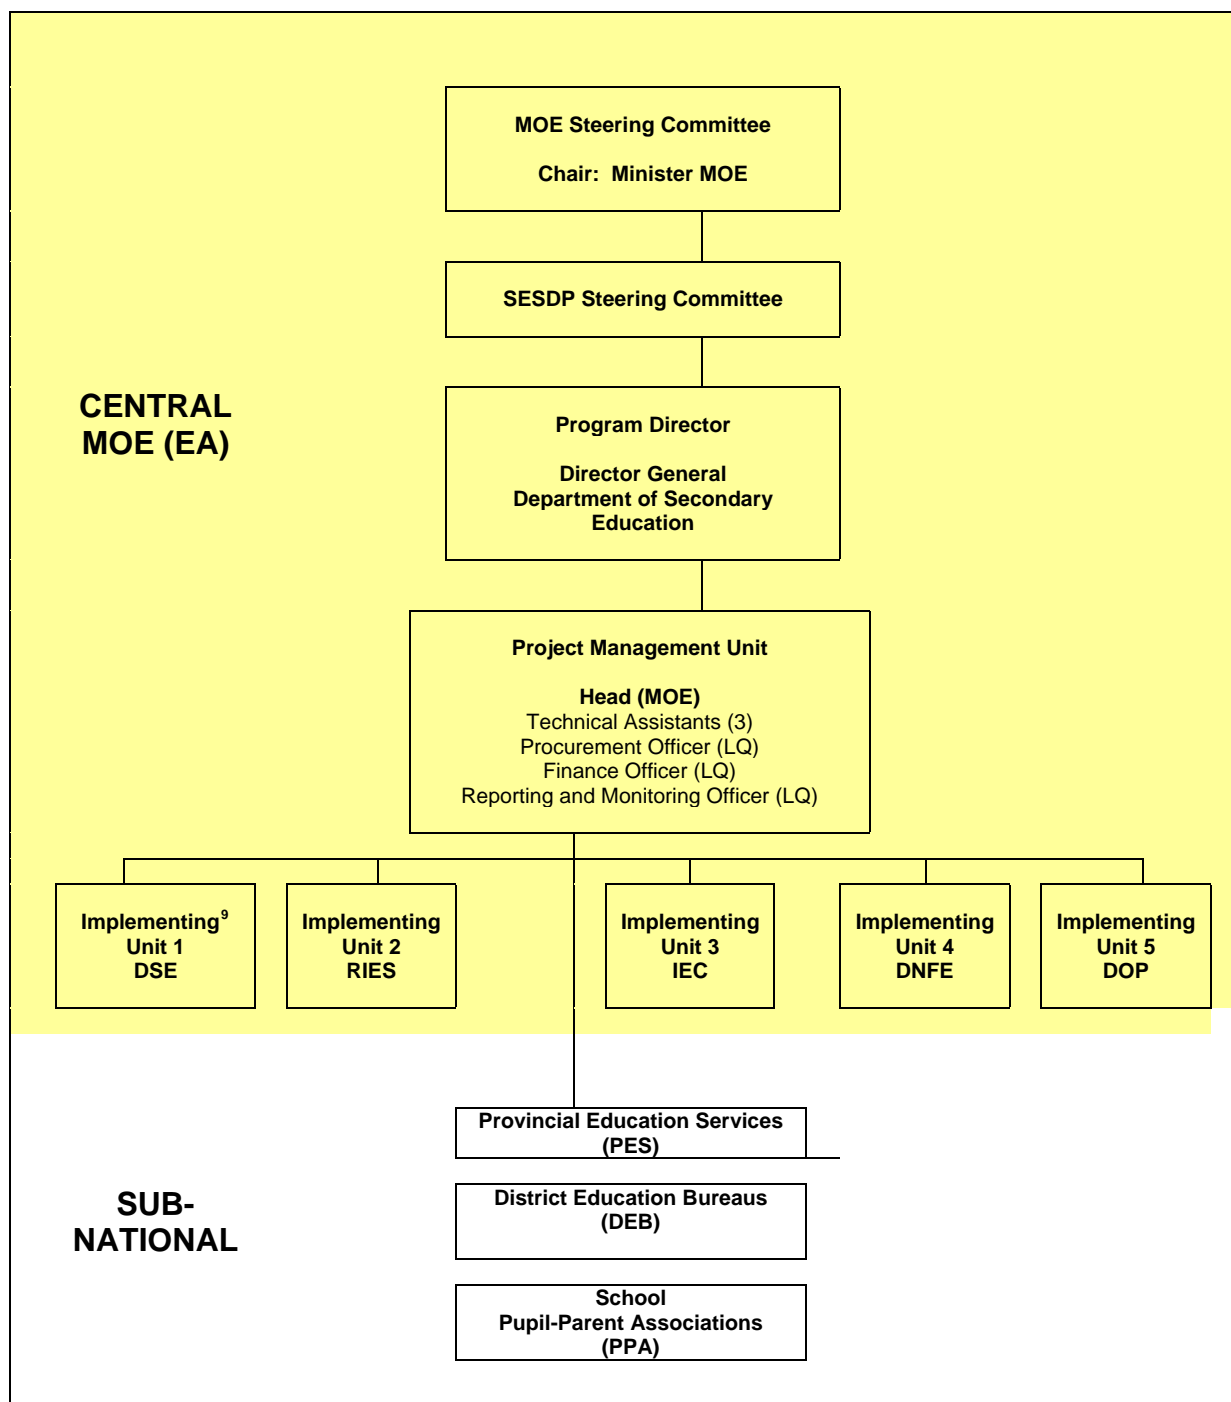 MOE Steering Committee
Chair: Minister MOE
SESDP Steering Committee
CENTRAL
MOE (EA)
Program Director
Director General
Department of Secondary
Education
Project Management Unit
Head (MOE)
Technical Assistants (3)
Procurement Officer (LQ)
Finance Officer (LQ)
Reporting and Monitoring Officer (LQ)
Implementing⁹
Unit 1
DSE
Implementing
Unit 2
RIES
Implementing
Unit 3
IEC
Implementing
Unit 4
DNFE
Implementing
Unit 5
DOP
SUB-
NATIONAL
Provincial Education Services
(PES)
District Education Bureaus
(DEB)
School
Pupil-Parent Associations
(PPA)